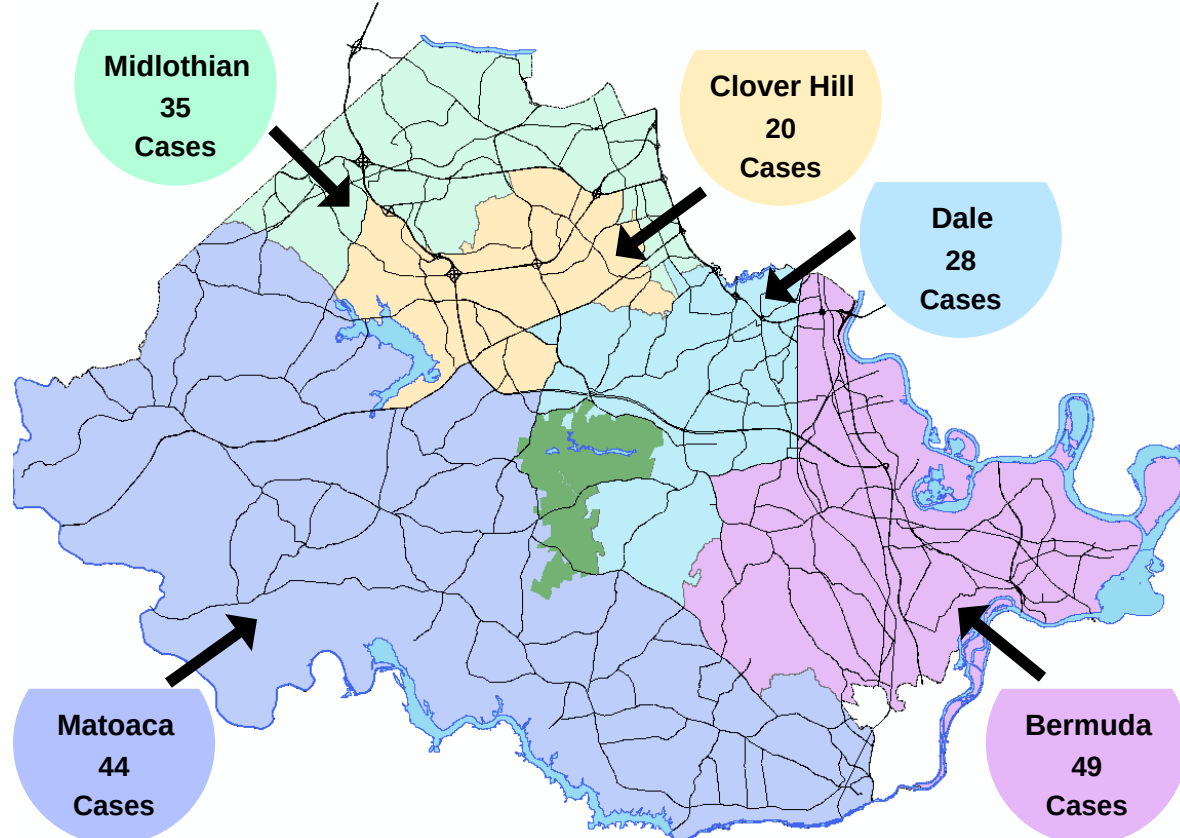 Midlothian
35
Cases
Clover Hill
20
Cases
Dale
28
Cases
Matoaca
44
Cases
Bermuda
49
Cases